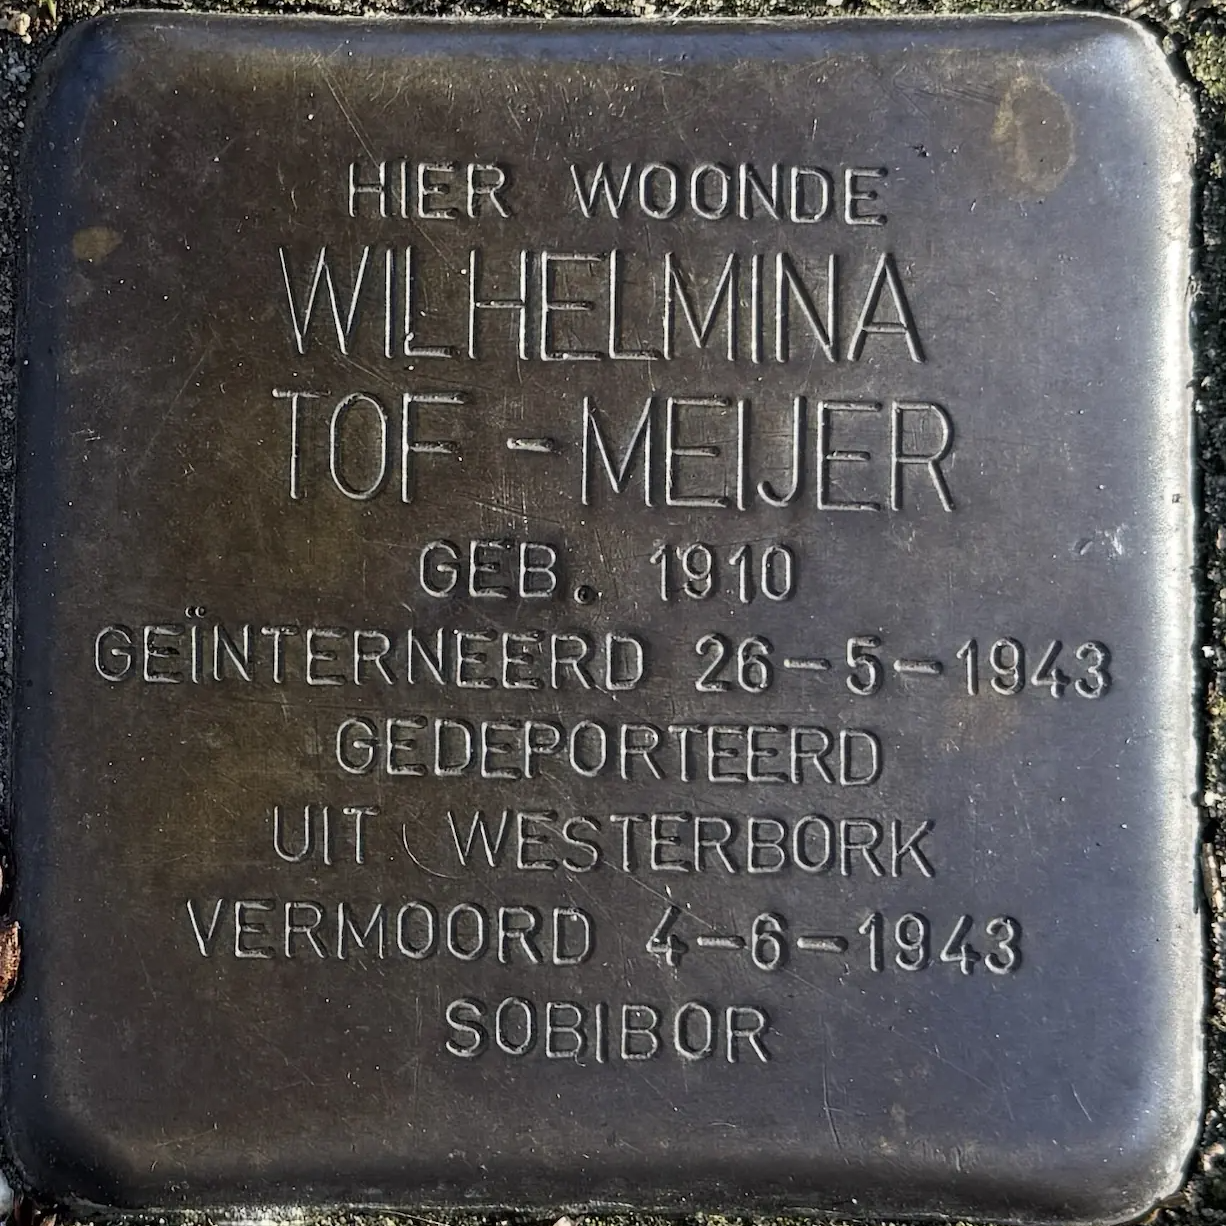 HIER WOONDE
WILHELMINA
TOF - MEIJER
GEB. 1910
GEÏNTERNEERD 26-5-1943
GEDEPORTEERD
UIT WESTERBORK
VERMOORD 4-6-1943
SOBIBOR